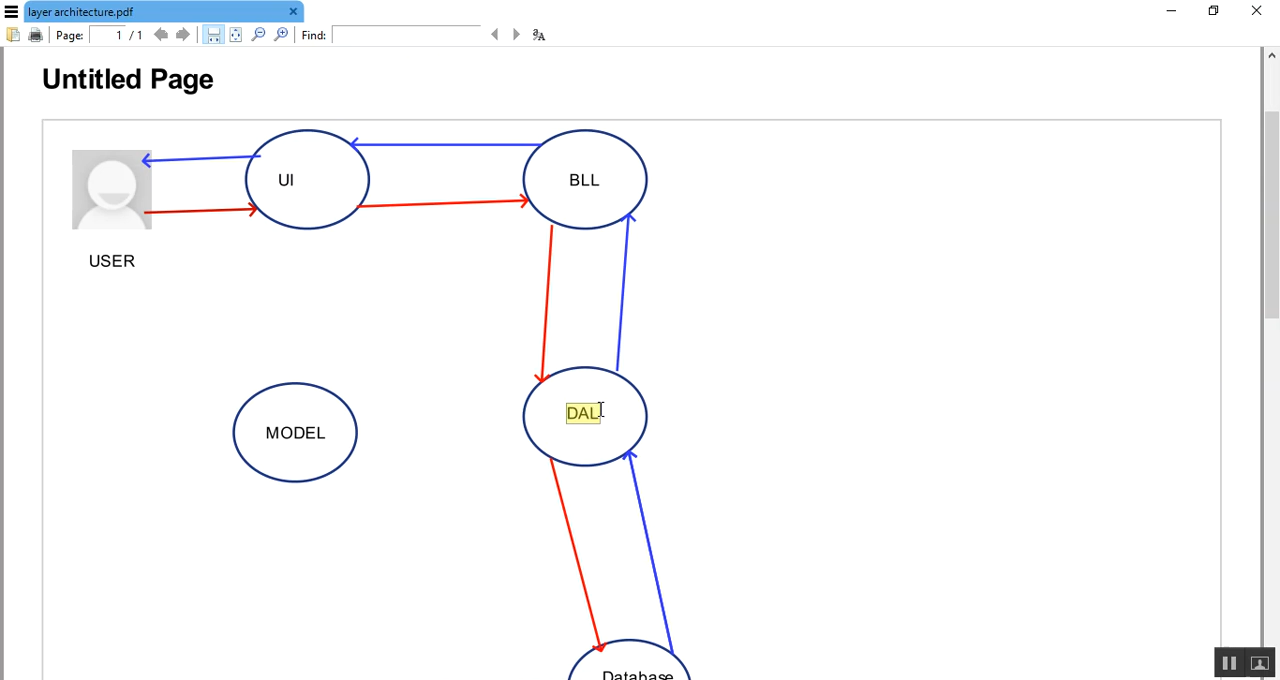 layer architecture.pdf
Page: 1 / 1 Find:
Untitled Page
UI
BLL
USER
DAL
MODEL
Database